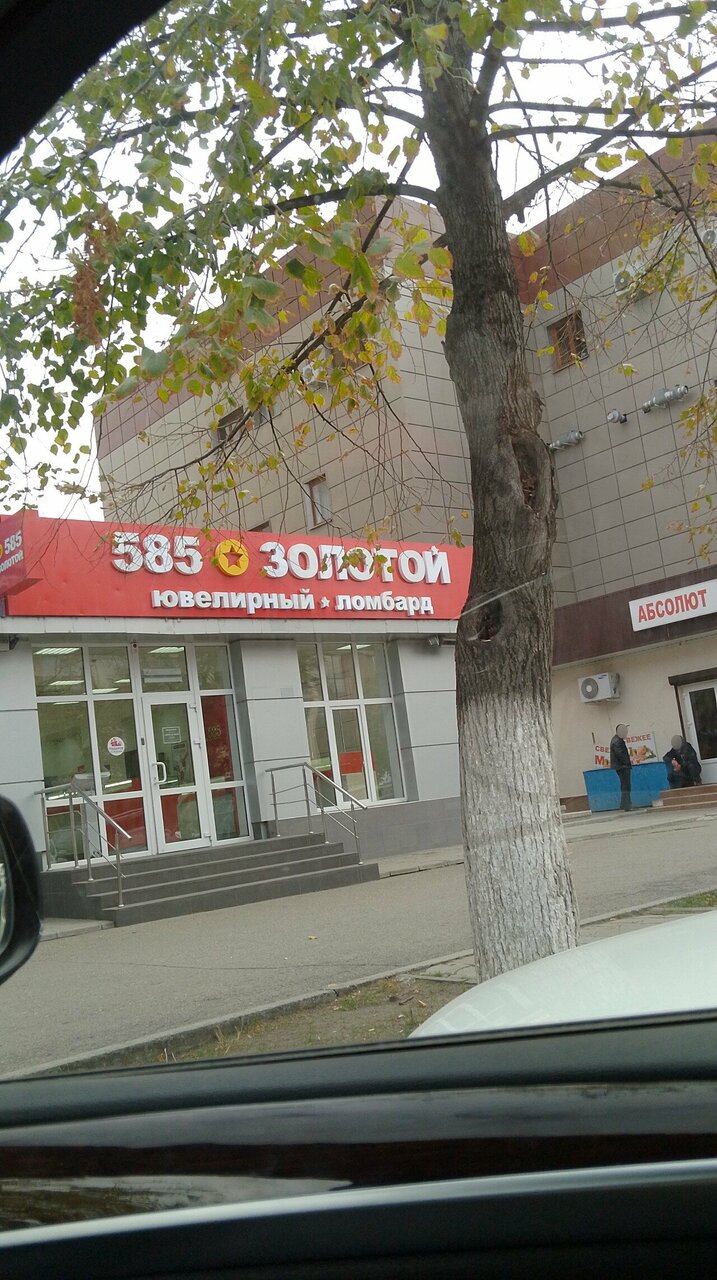 585 ЗОЛОТОЙ
ювелирный ломбард
585
ЗОЛОТОЙ
АБСОЛЮТ